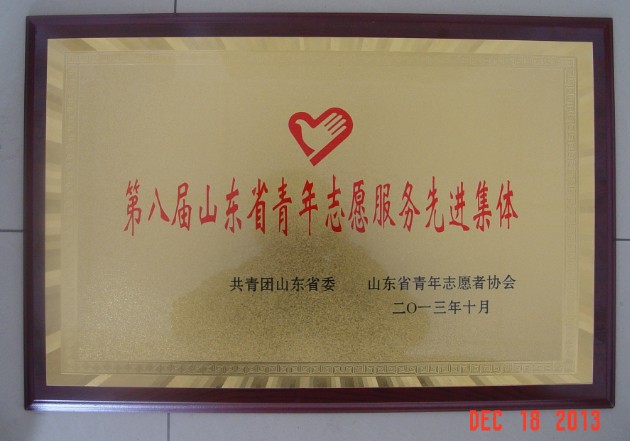 第八届山东省青年志愿服务先进集体
共青团山东省委 山东省青年志愿者协会
二〇一三年十月
DEC 18 2013